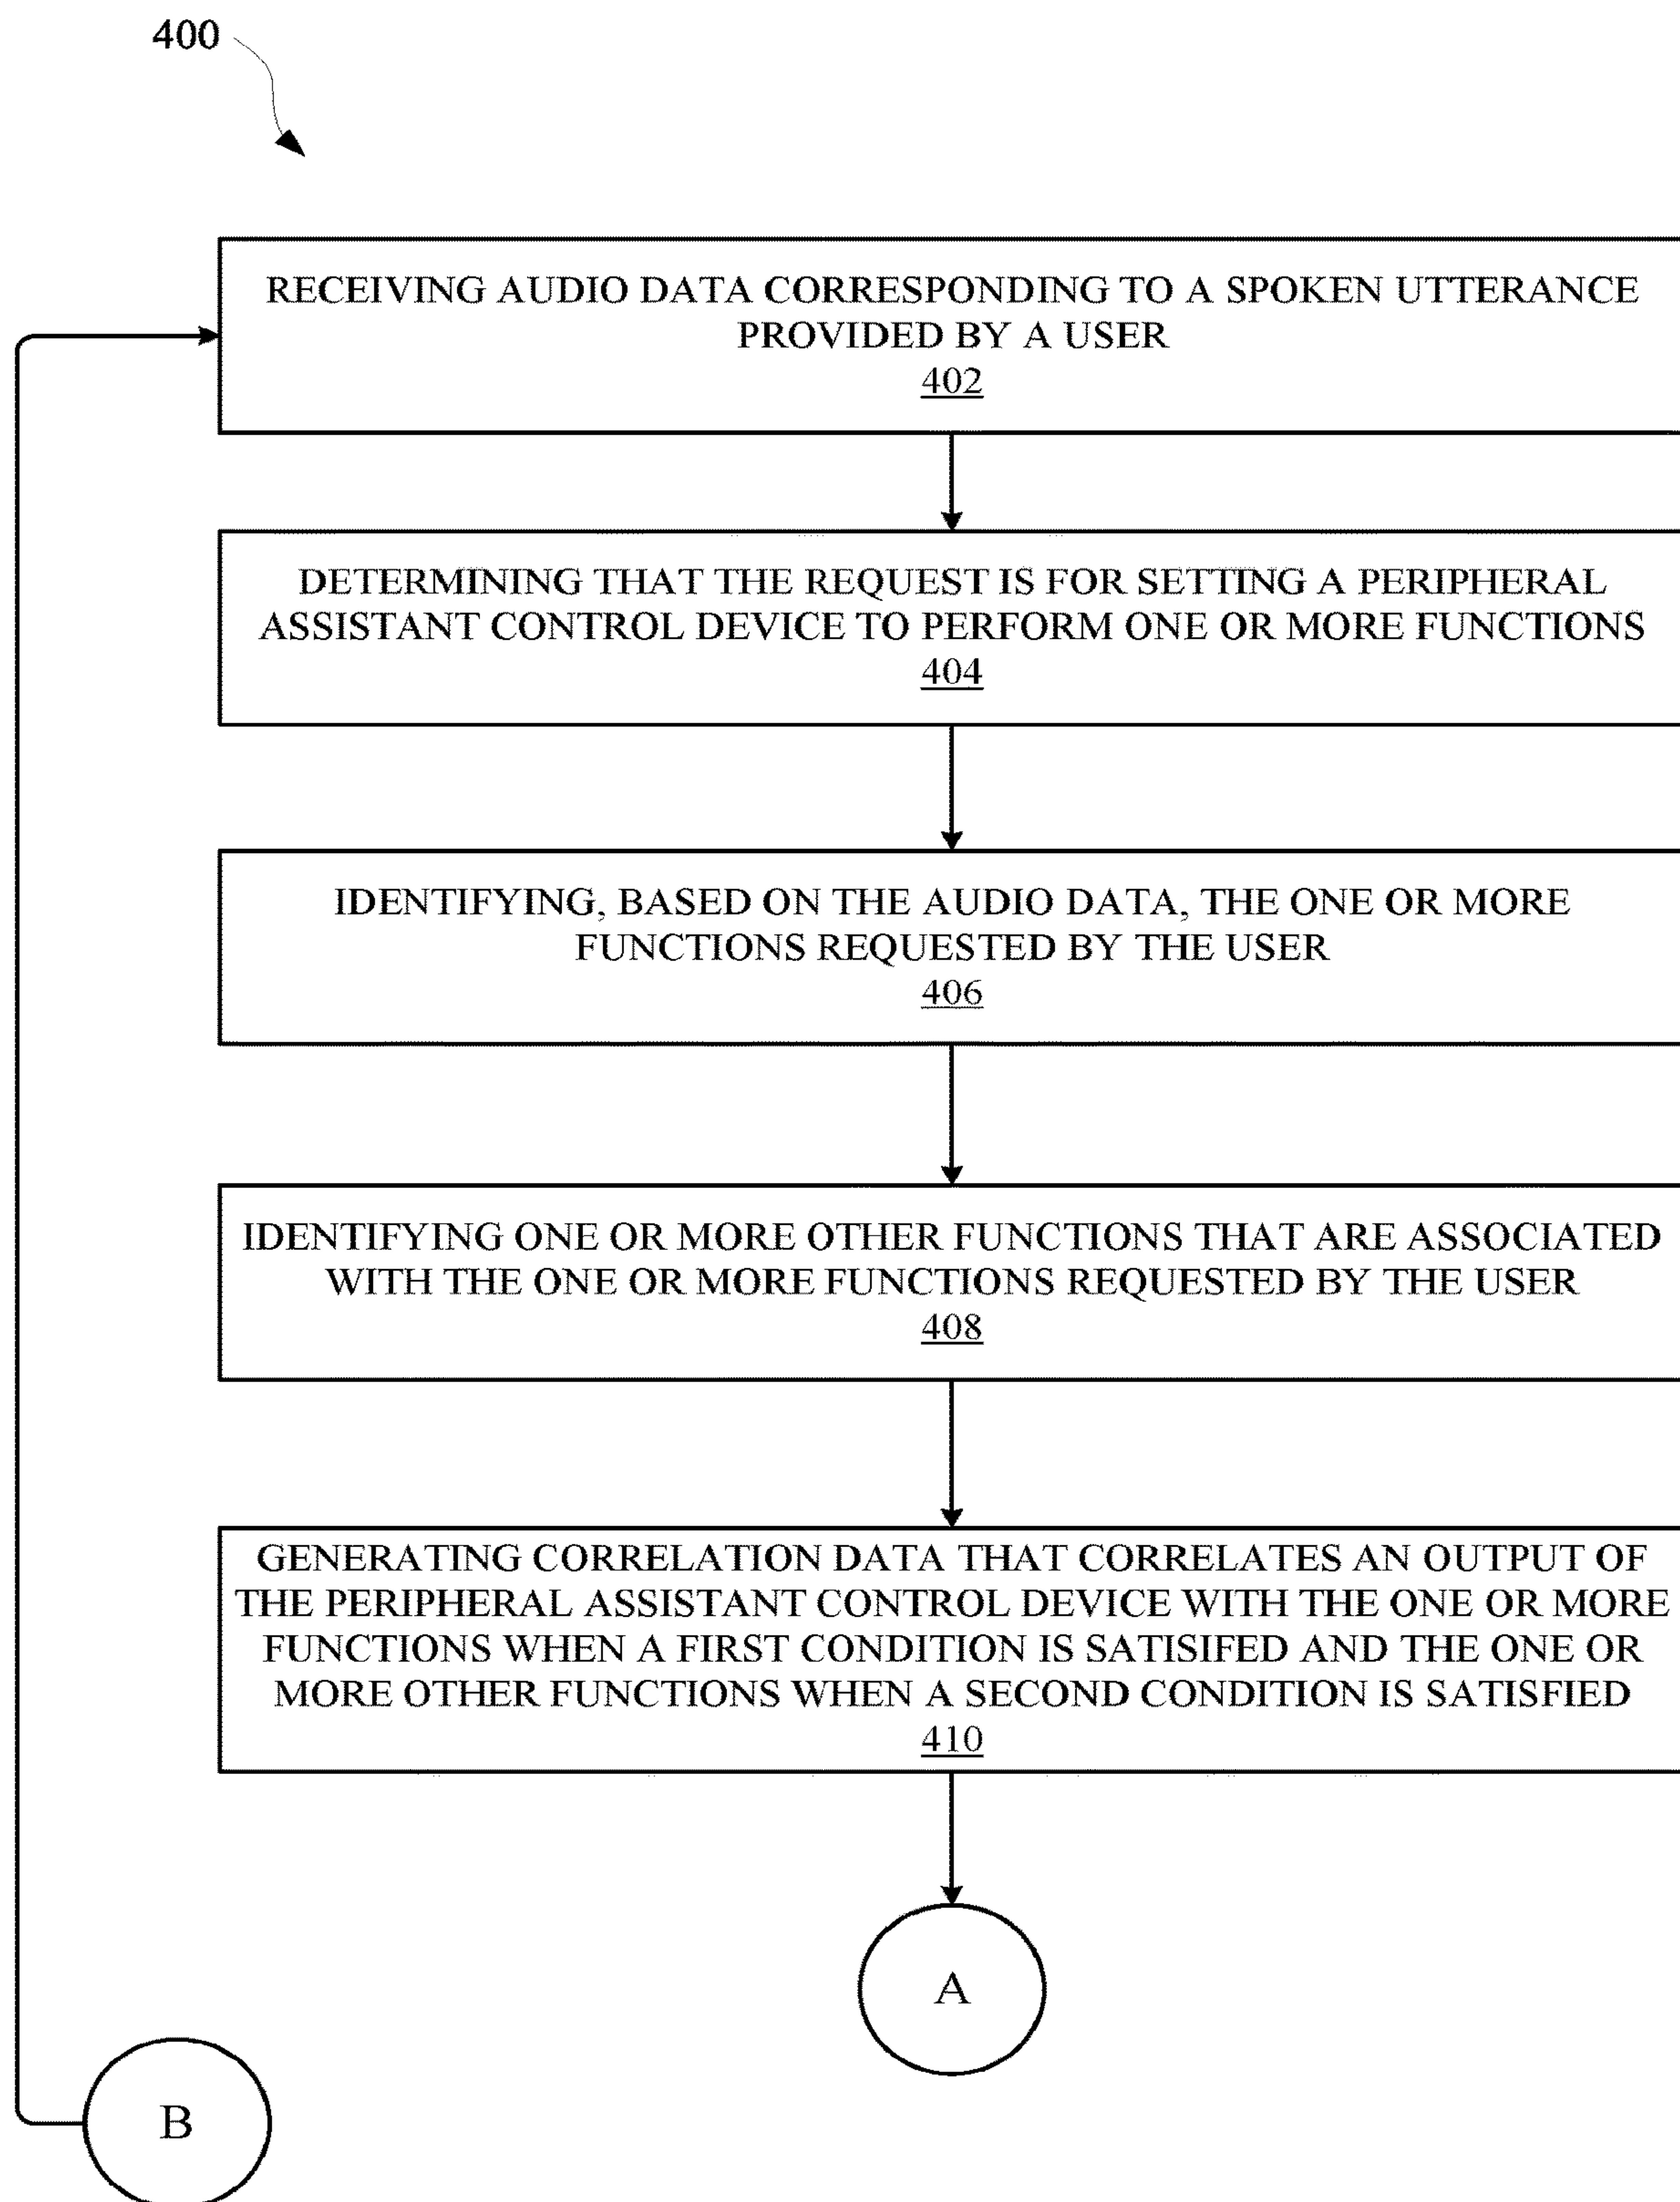 400
RECEIVING AUDIO DATA CORRESPONDING TO A SPOKEN UTTERANCE
PROVIDED BY A USER
402
DETERMINING THAT THE REQUEST IS FOR SETTING A PERIPHERAL
ASSISTANT CONTROL DEVICE TO PERFORM ONE OR MORE FUNCTIONS
404
IDENTIFYING, BASED ON THE AUDIO DATA, THE ONE OR MORE
FUNCTIONS REQUESTED BY THE USER
406
IDENTIFYING ONE OR MORE OTHER FUNCTIONS THAT ARE ASSOCIATED
WITH THE ONE OR MORE FUNCTIONS REQUESTED BY THE USER
408
GENERATING CORRELATION DATA THAT CORRELATES AN OUTPUT OF
THE PERIPHERAL ASSISTANT CONTROL DEVICE WITH THE ONE OR MORE
FUNCTIONS WHEN A FIRST CONDITION IS SATISIFED AND THE ONE OR
MORE OTHER FUNCTIONS WHEN A SECOND CONDITION IS SATISFIED
410
A
B